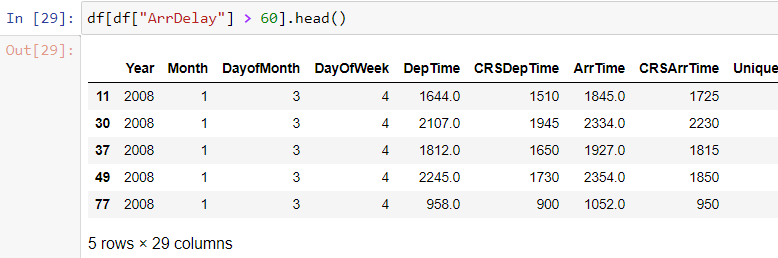 In [29]: df[df["ArrDelay"] > 60].head()
Out[29]:
Year Month DayofMonth DayOfWeek DepTime CRSDepTime ArrTime CRSArrTime Unique
11 2008 1 3 4 1644.0 1510 1845.0 1725
30 2008 1 3 4 2107.0 1945 2334.0 2230
37 2008 1 3 4 1812.0 1650 1927.0 1815
49 2008 1 3 4 2245.0 1730 2354.0 1850
77 2008 1 3 4 958.0 900 1052.0 950
5 rows × 29 columns